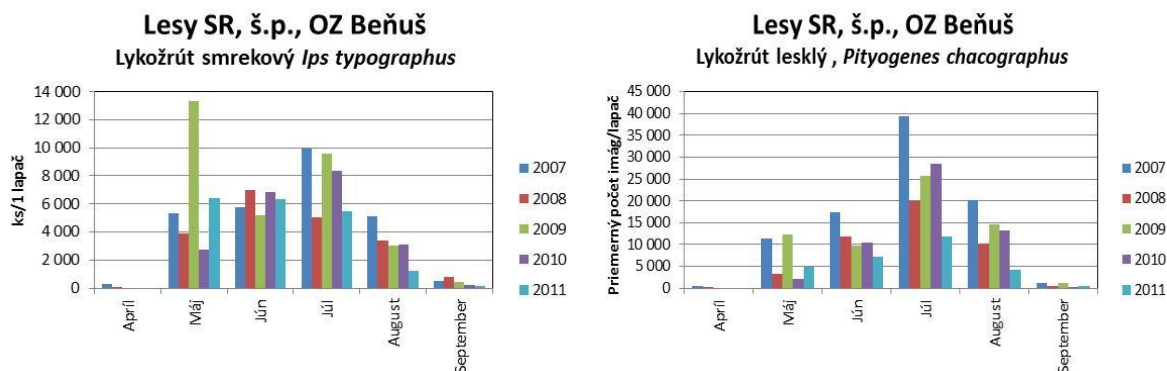 Lesy SR, š.p., OZ Beňuš
Lykožrút smrekový Ips typographus
ks/1 lapač
14 000
12 000
10 000
8 000
6 000
4 000
2 000
0
Apríl
Máj
Jún
Júl
August
September
2007
2008
2009
2010
2011
Lesy SR, š.p., OZ Beňuš
Lykožrút lesklý , Pityogenes chacographus
Priemerný počet imág/lapač
45 000
40 000
35 000
30 000
25 000
20 000
15 000
10 000
5 000
0
Apríl
Máj
Jún
Júl
August
September
2007
2008
2009
2010
2011